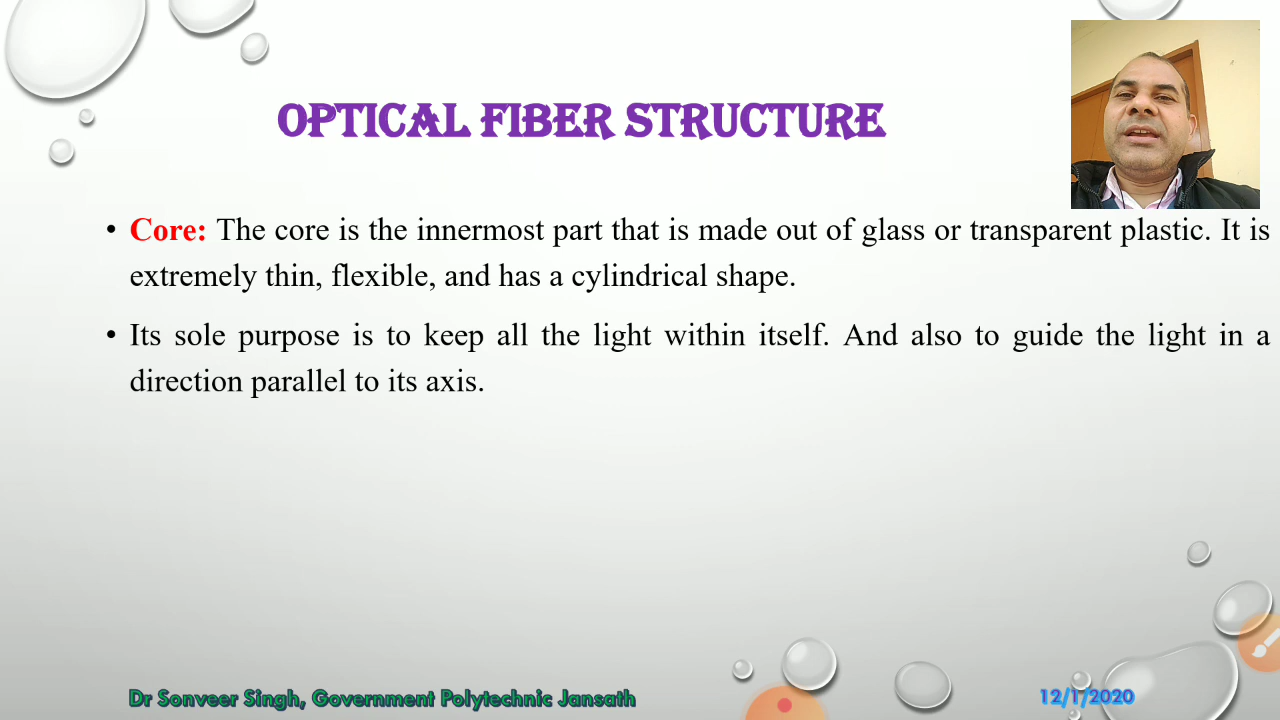 OPTICAL FIBER STRUCTURE
• Core: The core is the innermost part that is made out of glass or transparent plastic. It is
extremely thin, flexible, and has a cylindrical shape.
• Its sole purpose is to keep all the light within itself. And also to guide the light in a
direction parallel to its axis.
Dr Sonveer Singh, Government Polytechnic Jansath
12/1/2020